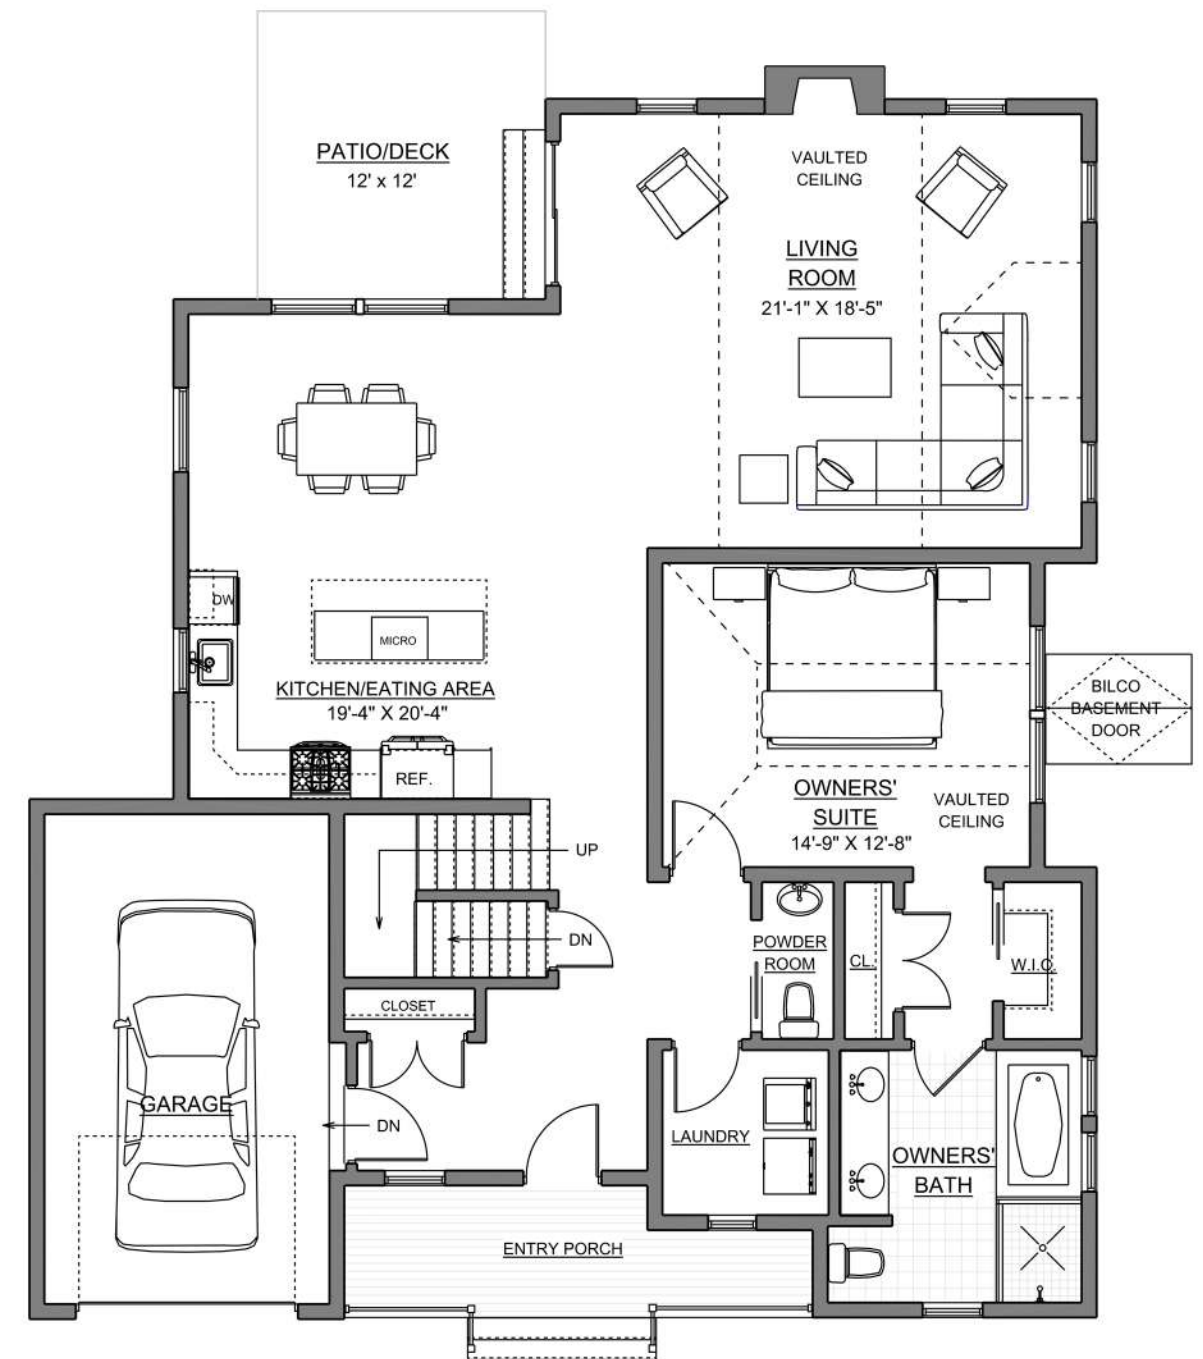 PATIO/DECK
12' x 12'
VAULTED
CEILING
LIVING
ROOM
21'-1" X 18'-5"
DW
MICRO
KITCHEN/EATING AREA
19'-4" X 20'-4"
REF.
BILCO
BASEMENT
DOOR
OWNERS'
SUITE
14'-9" X 12'-8"
VAULTED
CEILING
UP
DN
POWDER
ROOM
CL.
W.I.C.
CLOSET
GARAGE
DN
LAUNDRY
OWNERS'
BATH
ENTRY PORCH